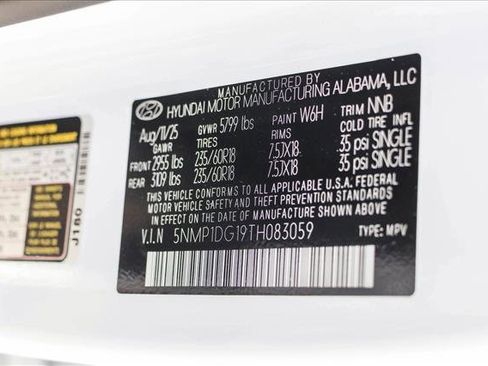 MANUFACTURED BY
HYUNDAI MOTOR MANUFACTURING ALABAMA, LLC
Aug/11/25 GVWR 5799 lbs PAINT W6H TRIM NNB
GAWR TIRES RIMS COLD TIRE INFL
FRONT 2955 lbs 235/60R18 7.5JX18 35 psi SINGLE
REAR 3109 lbs 235/60R18 7.5JX18 35 psi SINGLE
THIS VEHICLE CONFORMS TO ALL APPLICABLE U.S.A. FEDERAL
MOTOR VEHICLE SAFETY AND THEFT PREVENTION STANDARDS
IN EFFECT ON THE DATE OF MANUFACTURE SHOWN ABOVE.
V.I.N 5NMP1DG19TH083059 TYPE: MPV
J180